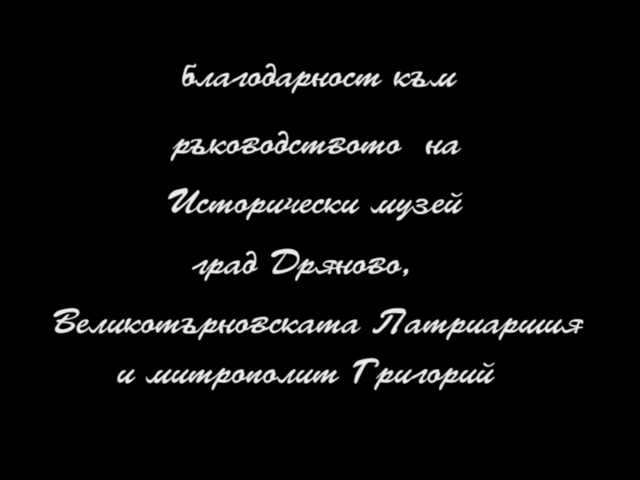 благодарност към
ръководството на
Исторически музей
град Дряново,
Великотърновската Патриаршия
и митрополит Григорий